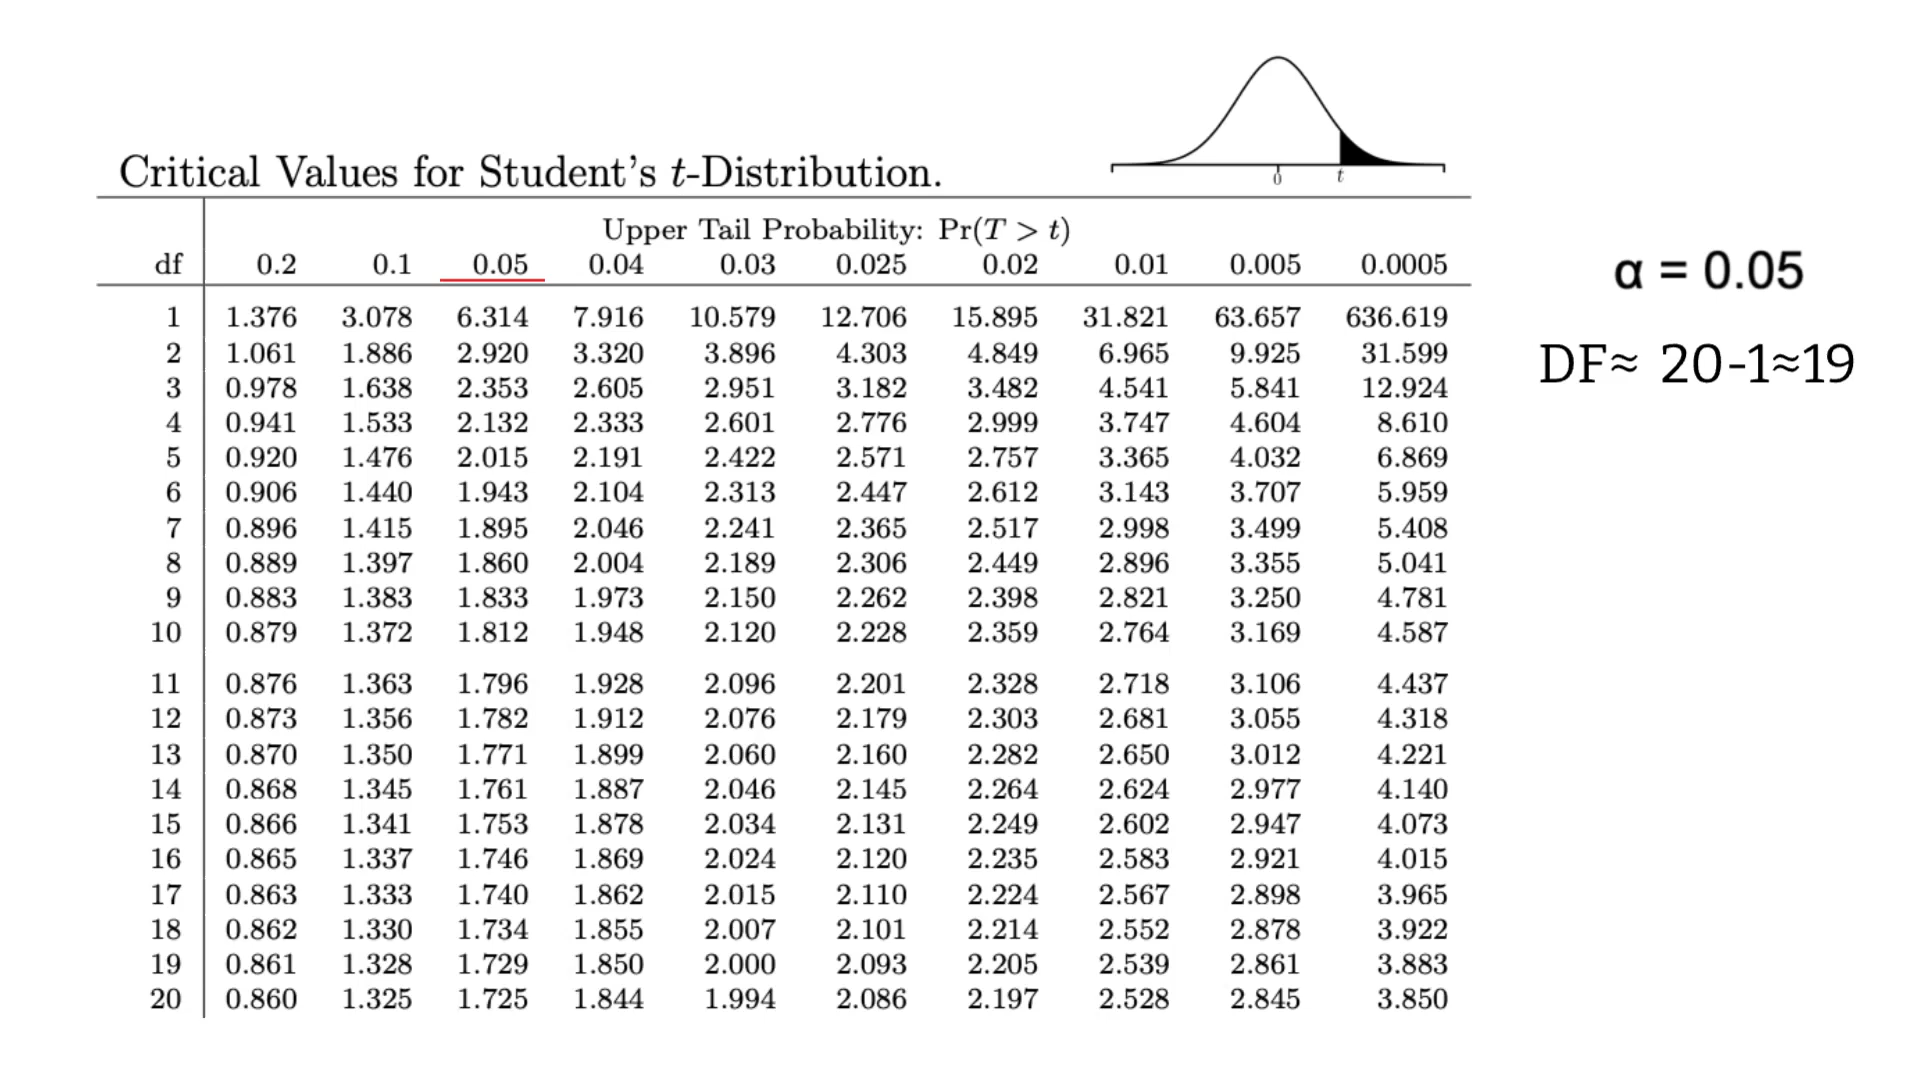 0 t
Critical Values for Student's t-Distribution.
Upper Tail Probability: Pr(T > t)
df 0.2 0.1 0.05 0.04 0.03 0.025 0.02 0.01 0.005 0.0005
1 1.376 3.078 6.314 7.916 10.579 12.706 15.895 31.821 63.657 636.619
2 1.061 1.886 2.920 3.320 3.896 4.303 4.849 6.965 9.925 31.599
3 0.978 1.638 2.353 2.605 2.951 3.182 3.482 4.541 5.841 12.924
4 0.941 1.533 2.132 2.333 2.601 2.776 2.999 3.747 4.604 8.610
5 0.920 1.476 2.015 2.191 2.422 2.571 2.757 3.365 4.032 6.869
6 0.906 1.440 1.943 2.104 2.313 2.447 2.612 3.143 3.707 5.959
7 0.896 1.415 1.895 2.046 2.241 2.365 2.517 2.998 3.499 5.408
8 0.889 1.397 1.860 2.004 2.189 2.306 2.449 2.896 3.355 5.041
9 0.883 1.383 1.833 1.973 2.150 2.262 2.398 2.821 3.250 4.781
10 0.879 1.372 1.812 1.948 2.120 2.228 2.359 2.764 3.169 4.587
11 0.876 1.363 1.796 1.928 2.096 2.201 2.328 2.718 3.106 4.437
12 0.873 1.356 1.782 1.912 2.076 2.179 2.303 2.681 3.055 4.318
13 0.870 1.350 1.771 1.899 2.060 2.160 2.282 2.650 3.012 4.221
14 0.868 1.345 1.761 1.887 2.046 2.145 2.264 2.624 2.977 4.140
15 0.866 1.341 1.753 1.878 2.034 2.131 2.249 2.602 2.947 4.073
16 0.865 1.337 1.746 1.869 2.024 2.120 2.235 2.583 2.921 4.015
17 0.863 1.333 1.740 1.862 2.015 2.110 2.224 2.567 2.898 3.965
18 0.862 1.330 1.734 1.855 2.007 2.101 2.214 2.552 2.878 3.922
19 0.861 1.328 1.729 1.850 2.000 2.093 2.205 2.539 2.861 3.883
20 0.860 1.325 1.725 1.844 1.994 2.086 2.197 2.528 2.845 3.850
α = 0.05
DF≈ 20-1≈19